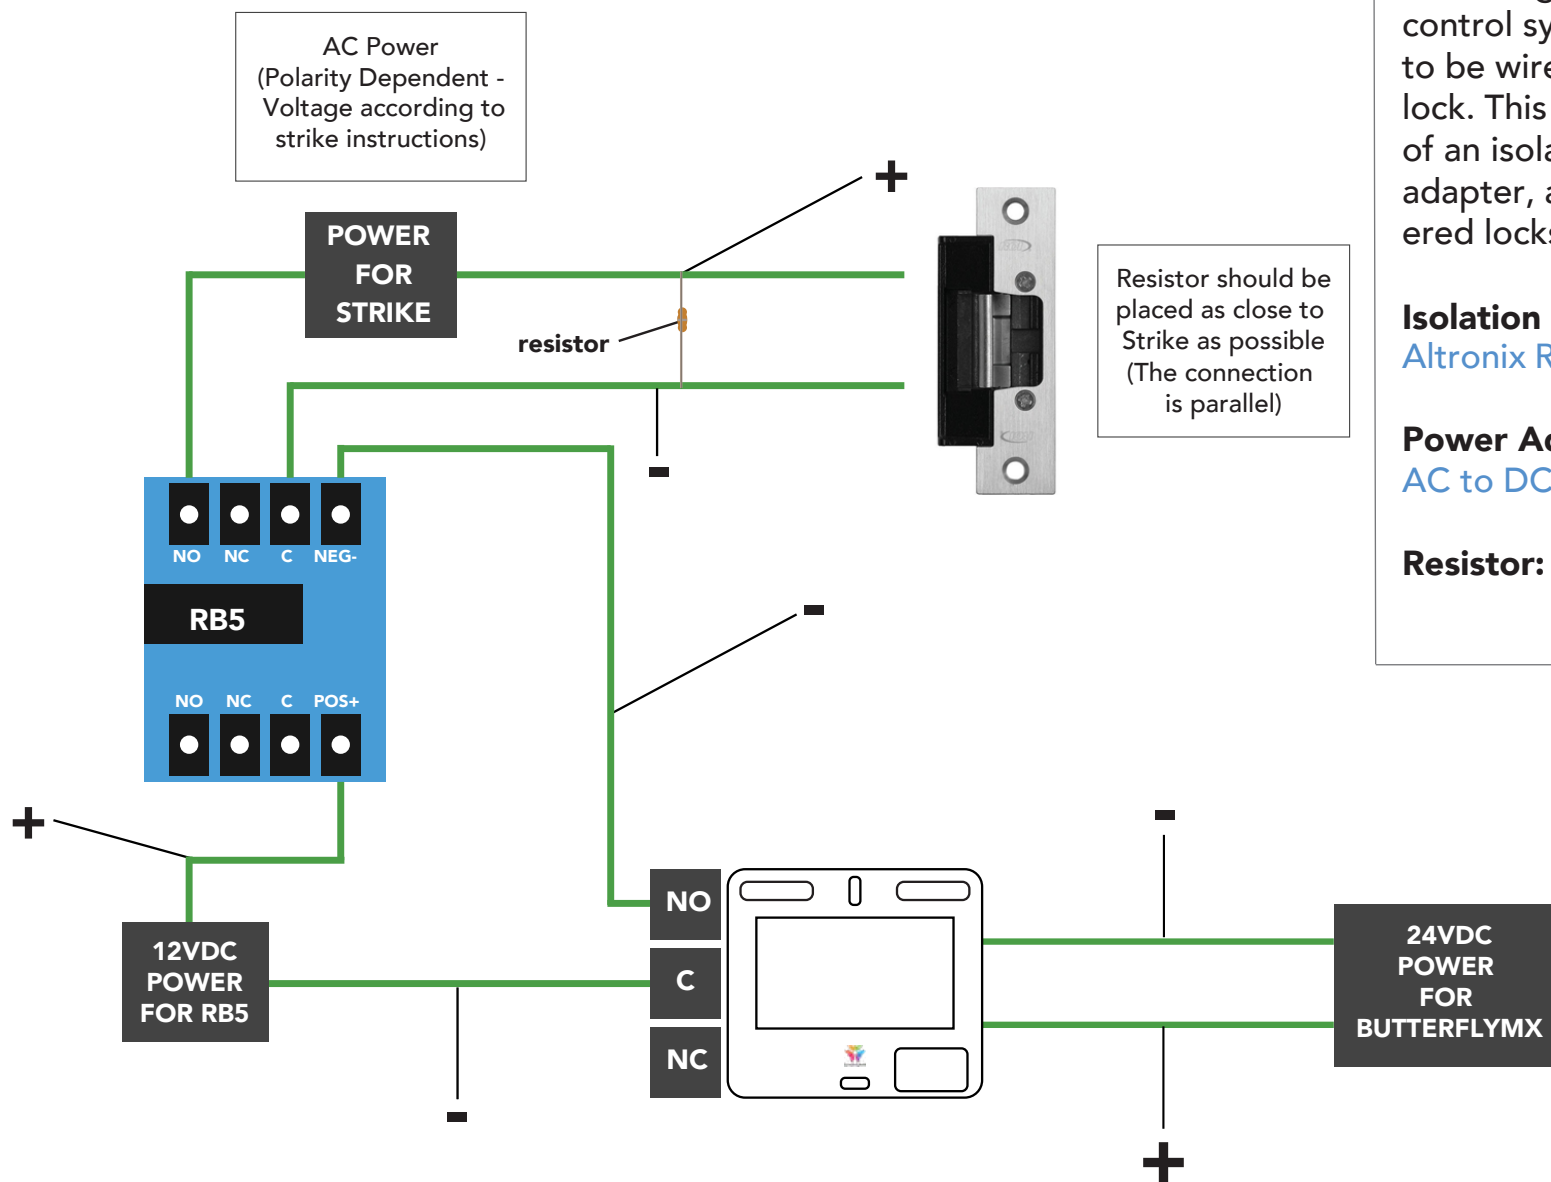 AC Power
(Polarity Dependent -
Voltage according to
strike instructions)
control sy
to be wire
lock. This
of an isola
adapter, a
ered locks
Isolation
Altronix R
Power Ad
AC to DC
Resistor:
POWER
FOR
STRIKE
+
resistor
-
Resistor should be
placed as close to
Strike as possible
(The connection
is parallel)
NO NC C NEG-
RB5
NO NC C POS+
-
+
12VDC
POWER
FOR RB5
-
NO
C
NC
-
+
24VDC
POWER
FOR
BUTTERFLYMX